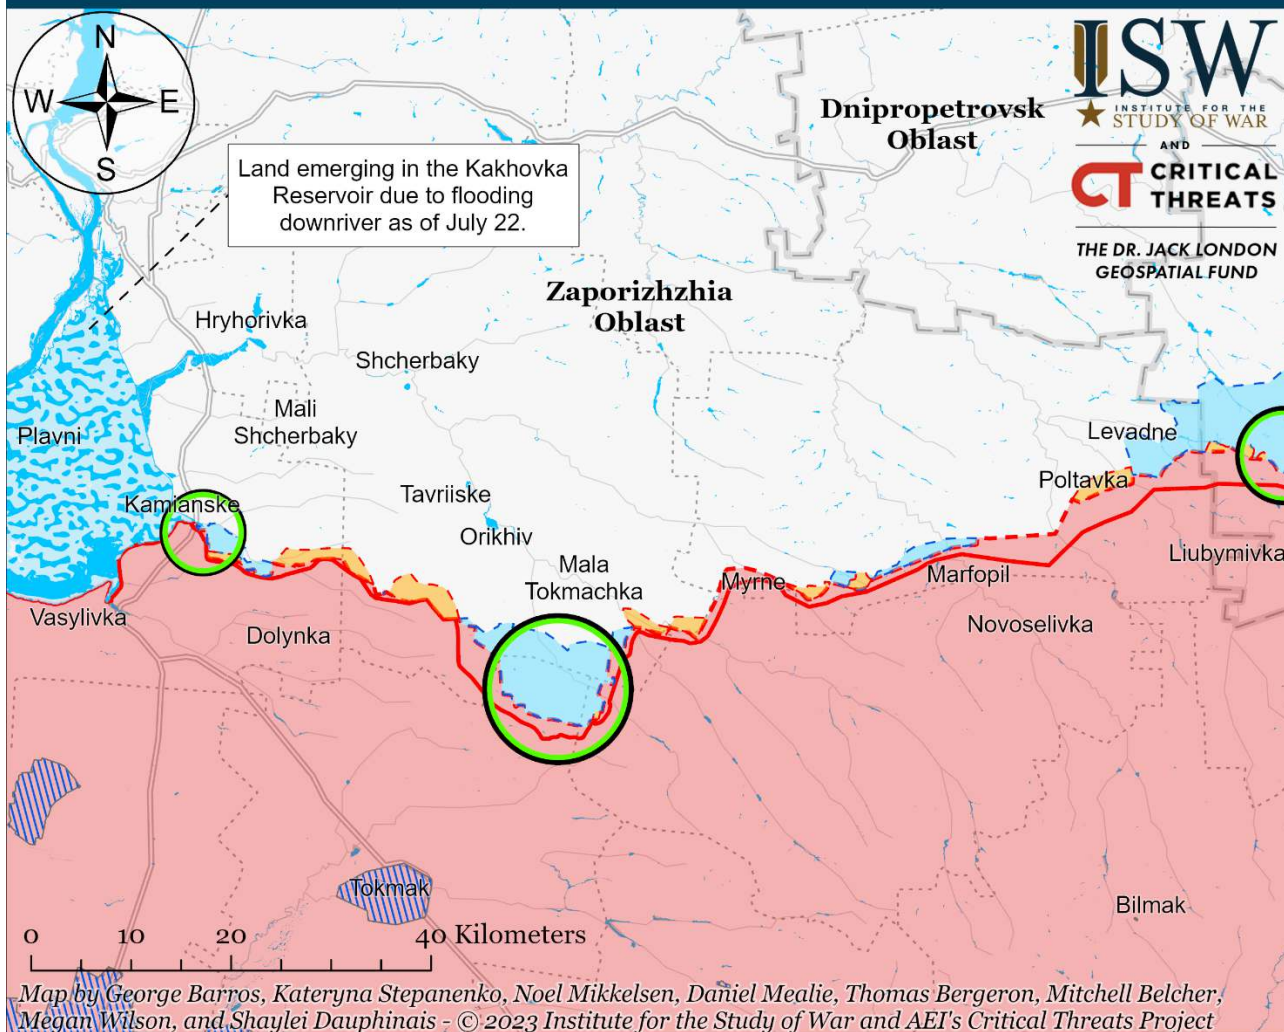 N
W
E
S
Land emerging in the Kakhovka
Reservoir due to flooding
downriver as of July 22.
Dnipropetrovsk
Oblast
ISW
INSTITUTE FOR THE
STUDY OF WAR
AND
CT CRITICAL
THREATS
THE DR. JACK LONDON
GEOSPATIAL FUND
Zaporizhzhia
Oblast
Hryhorivka
Shcherbaky
Mali
Shcherbaky
Plavni
Levadne
Poltavka
Tavriiske
Kamianske
Orikhiv
Mala
Tokmachka
Myrne
Marfopil
Liubymivka
Vasylivka
Dolynka
Novoselivka
Tokmak
Bilmak
0 10 20 40 Kilometers
Map by George Barros, Kateryna Stepanenko, Noel Mikkelsen, Daniel Mealie, Thomas Bergeron, Mitchell Belcher,
Megan Wilson, and Shaylei Dauphinais - © 2023 Institute for the Study of War and AEI's Critical Threats Project